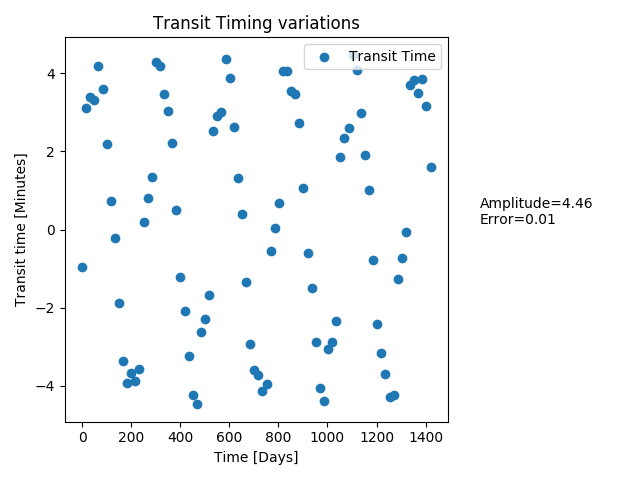 Transit Timing variations
Transit Time
Transit time [Minutes]
4
2
0
−2
−4
0 200 400 600 800 1000 1200 1400
Time [Days]
Amplitude=4.46
Error=0.01